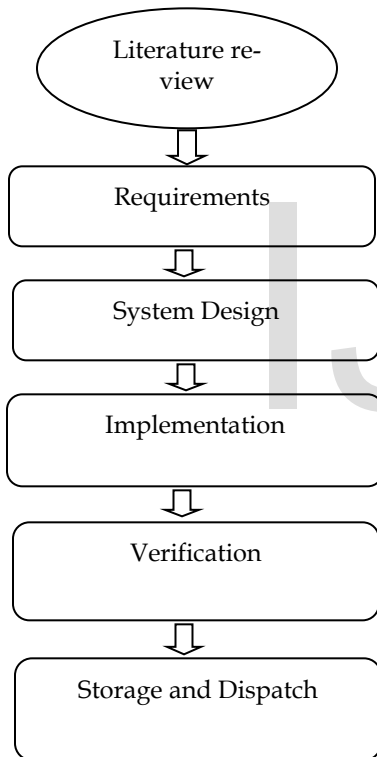 Literature re-
view
Requirements
System Design
Implementation
Verification
Storage and Dispatch